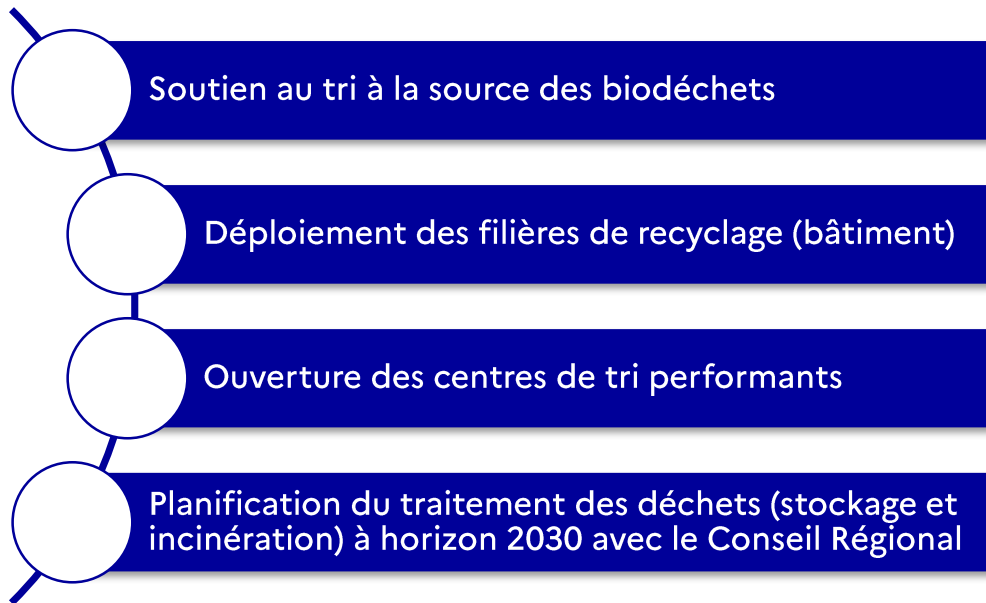 Soutien au tri à la source des biodéchets
Déploiement des filières de recyclage (bâtiment)
Ouverture des centres de tri performants
Planification du traitement des déchets (stockage et
incinération) à horizon 2030 avec le Conseil Régional